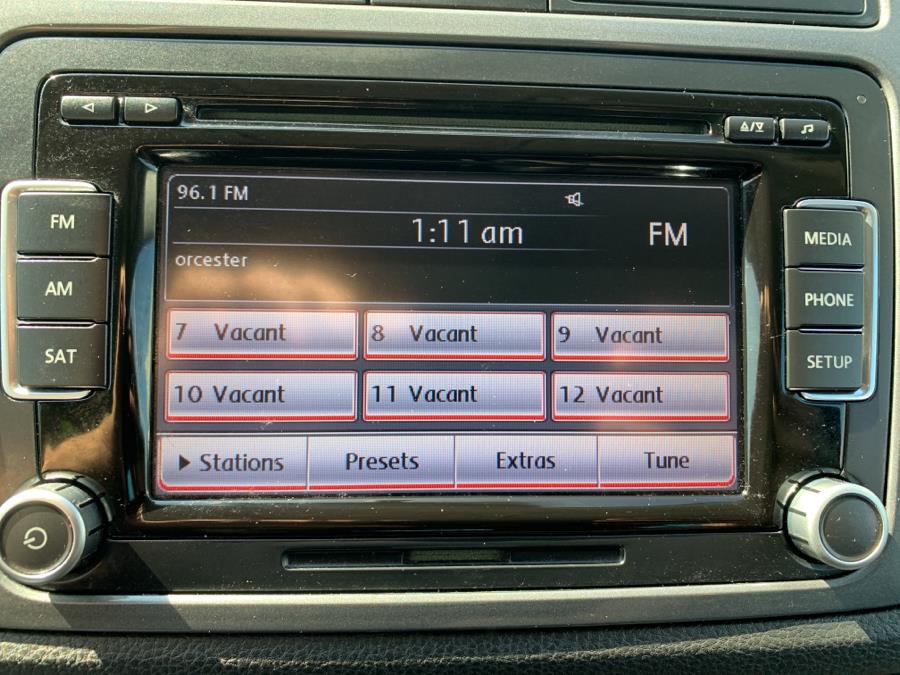 96.1 FM
1:11 am
FM
orcester
7 Vacant
8 Vacant
9 Vacant
10 Vacant
11 Vacant
12 Vacant
Stations
Presets
Extras
Tune
FM
AM
SAT
MEDIA
PHONE
SETUP